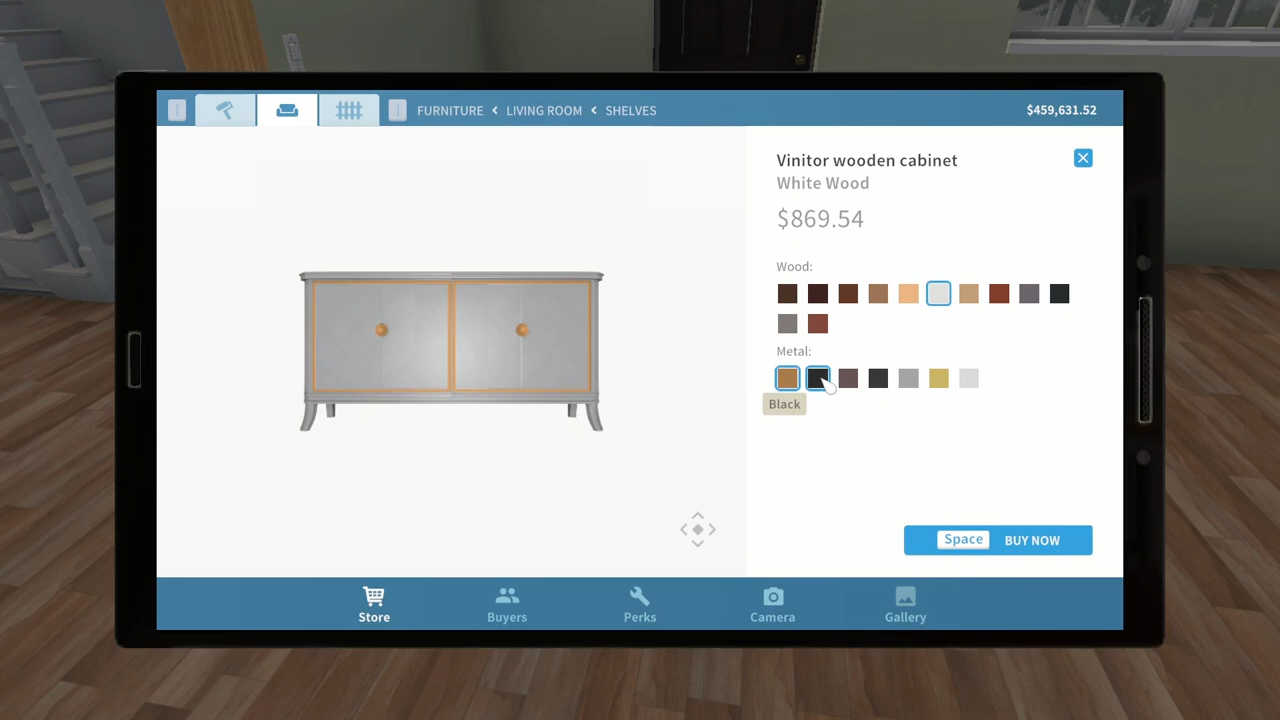 FURNITURE < LIVING ROOM < SHELVES
$459,631.52
Vinitor wooden cabinet
White Wood
$869.54
Wood:
Metal:
Black
Space BUY NOW
Store Buyers Perks Camera Gallery